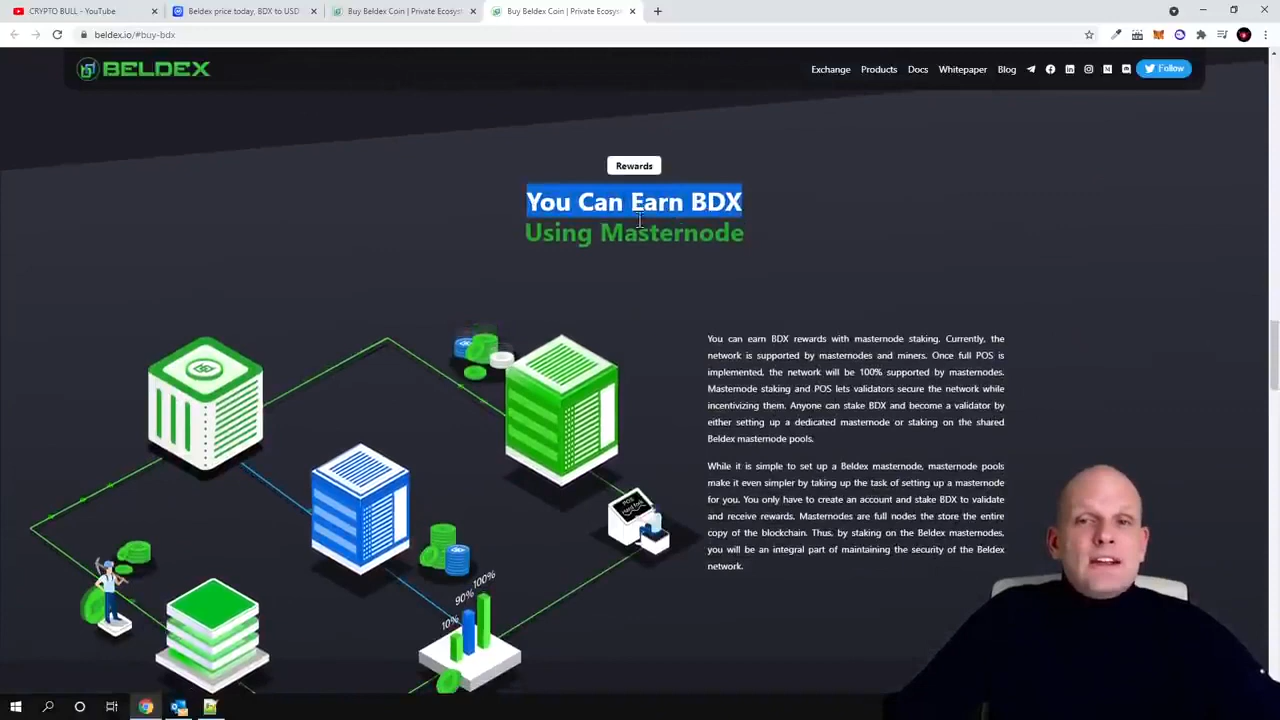 CRYPTO BULL - YouTube
Beldex price today, BDX to USD
Buy Beldex Coin | Private Ecosyst
Buy Beldex Coin | Private Ecosyst
beldex.io/#buy-bdx
BELDEX
Exchange
Products
Docs
Whitepaper
Blog
Follow
Rewards
You Can Earn BDX
Using Masternode
You can earn BDX rewards with masternode staking. Currently, the
network is supported by masternodes and miners. Once full POS is
implemented, the network will be 100% supported by masternodes.
Masternode staking and POS lets validators secure the network while
incentivizing them. Anyone can stake BDX and become a validator by
either setting up a dedicated masternode or staking on the shared
Beldex masternode pools.
While it is simple to set up a Beldex masternode, masternode pools
make it even simpler by taking up the task of setting up a masternode
for you. You only have to create an account and stake BDX to validate
and receive rewards. Masternodes are full nodes the store the entire
copy of the blockchain. Thus, by staking on the Beldex masternodes,
you will be an integral part of maintaining the security of the Beldex
network.
POS
Hard fork
10%
90%
100%